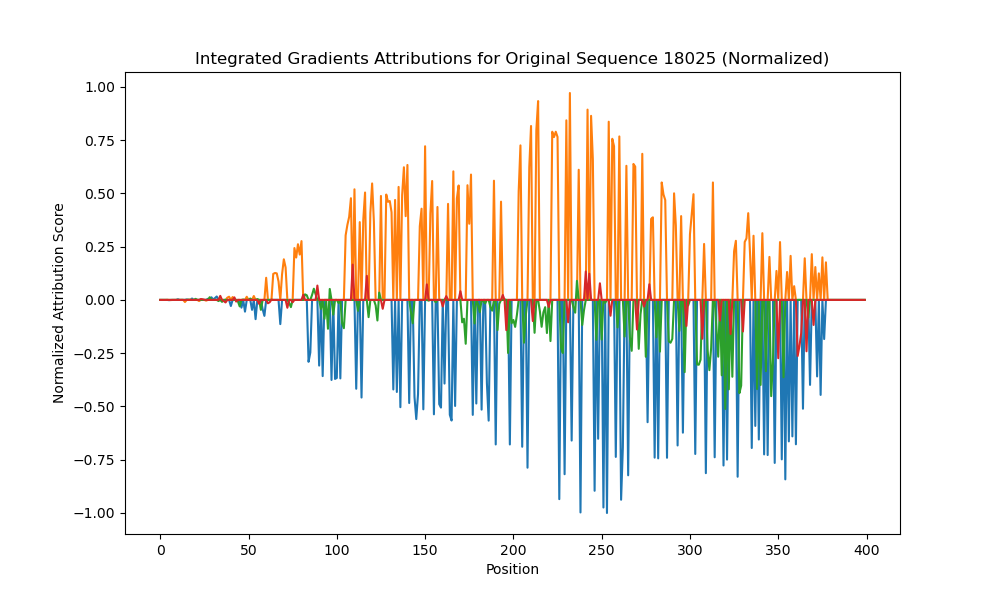 Integrated Gradients Attributions for Original Sequence 18025 (Normalized)
Normalized Attribution Score
1.00
0.75
0.50
0.25
0.00
−0.25
−0.50
−0.75
−1.00
0 50 100 150 200 250 300 350 400
Position